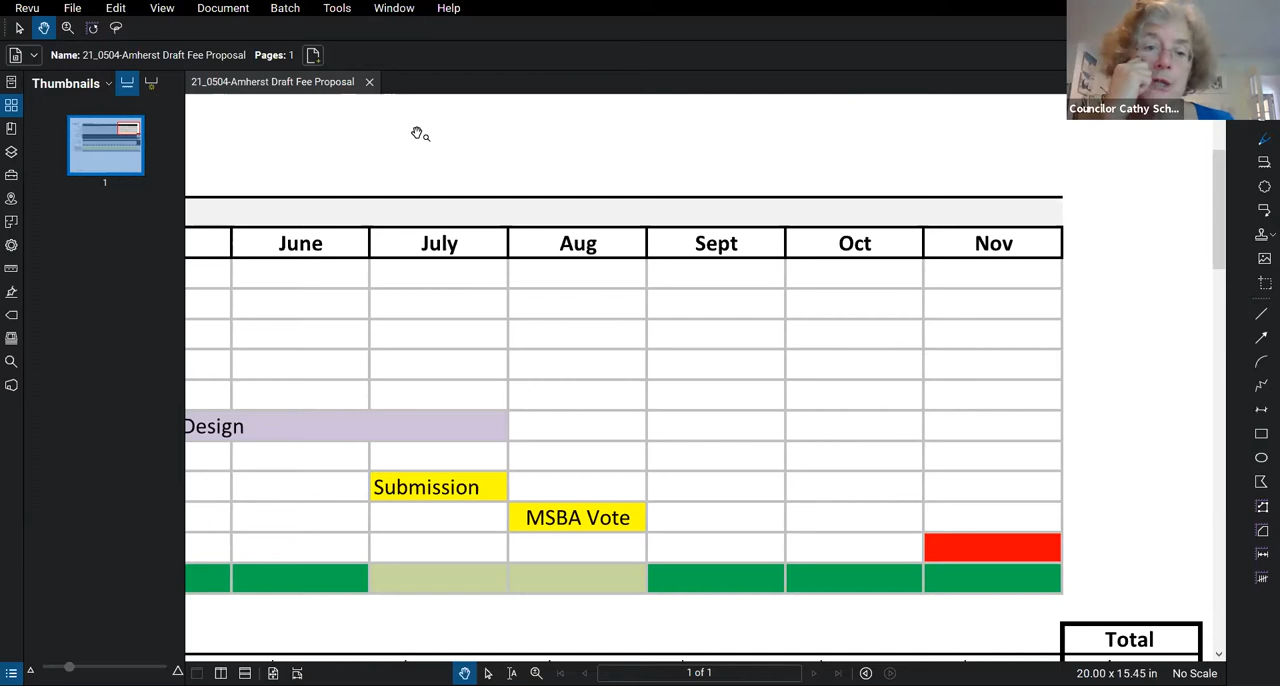 Revu File Edit View Document Batch Tools Window Help
Name: 21_0504-Amherst Draft Fee Proposal Pages: 1
Thumbnails
21_0504-Amherst Draft Fee Proposal
Councilor Cathy Sch...
1
June July Aug Sept Oct Nov
Design
Submission
MSBA Vote
Total
1 of 1
20.00 x 15.45 in No Scale